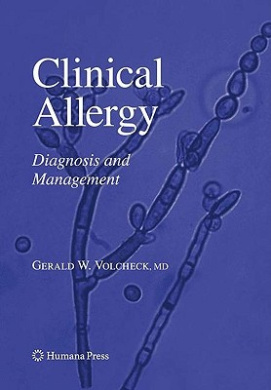 Clinical
Allergy
Diagnosis and
Management
GERALD W. VOLCHECK, MD
Humana Press